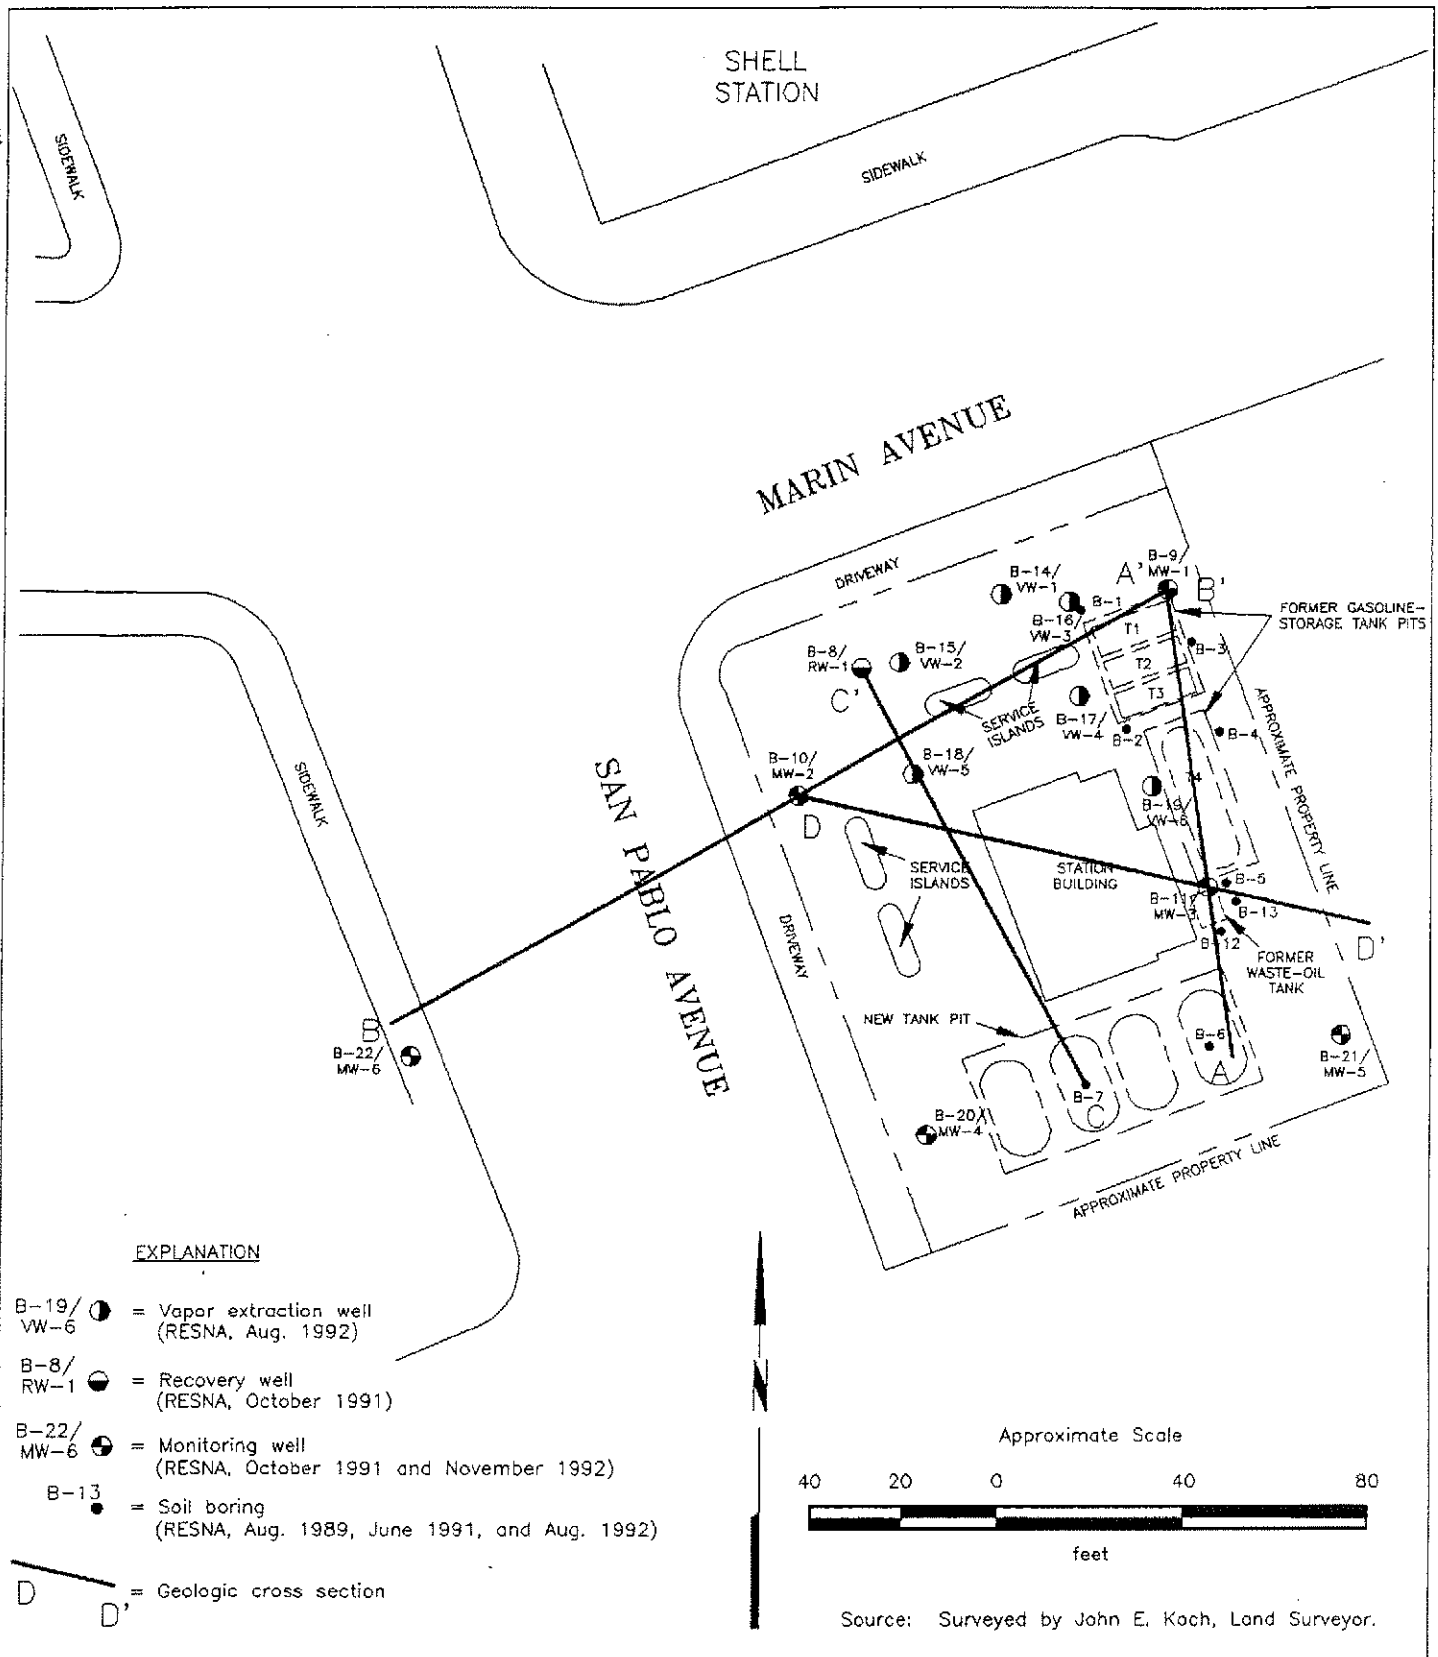 SHELL
STATION
SIDEWALK
SIDEWALK
MARIN AVENUE
DRIVEWAY
B-14/
VW-1
A'
B-9/
MW-1
B'
B-1
FORMER GASOLINE-
STORAGE TANK PITS
B-16/
VW-3
T1
B-3
B-8/
RW-1
B-15/
VW-2
T2
C'
T3
SERVICE
ISLANDS
B-17/
VW-4
B-2
B-4
APPROXIMATE PROPERTY LINE
B-10/
MW-2
B-18/
VW-5
T4
SIDEWALK
SAN PABLO AVENUE
B-19/
VW-6
D
SERVICE
ISLANDS
STATION
BUILDING
B-5
B-11/
MW-3
B-13
DRIVEWAY
B-12
D'
FORMER
WASTE-OIL
TANK
NEW TANK PIT
B
B-22/
MW-6
B-6
B-21/
MW-5
A
B-7
C
B-20/
MW-4
APPROXIMATE PROPERTY LINE
N
EXPLANATION
B-19/
VW-6
= Vapor extraction well
(RESNA, Aug. 1992)
B-8/
RW-1
= Recovery well
(RESNA, October 1991)
B-22/
MW-6
= Monitoring well
(RESNA, October 1991 and November 1992)
B-13
= Soil boring
(RESNA, Aug. 1989, June 1991, and Aug. 1992)
D D'
= Geologic cross section
Approximate Scale
40 20 0 40 80
feet
Source: Surveyed by John E. Koch, Land Surveyor.